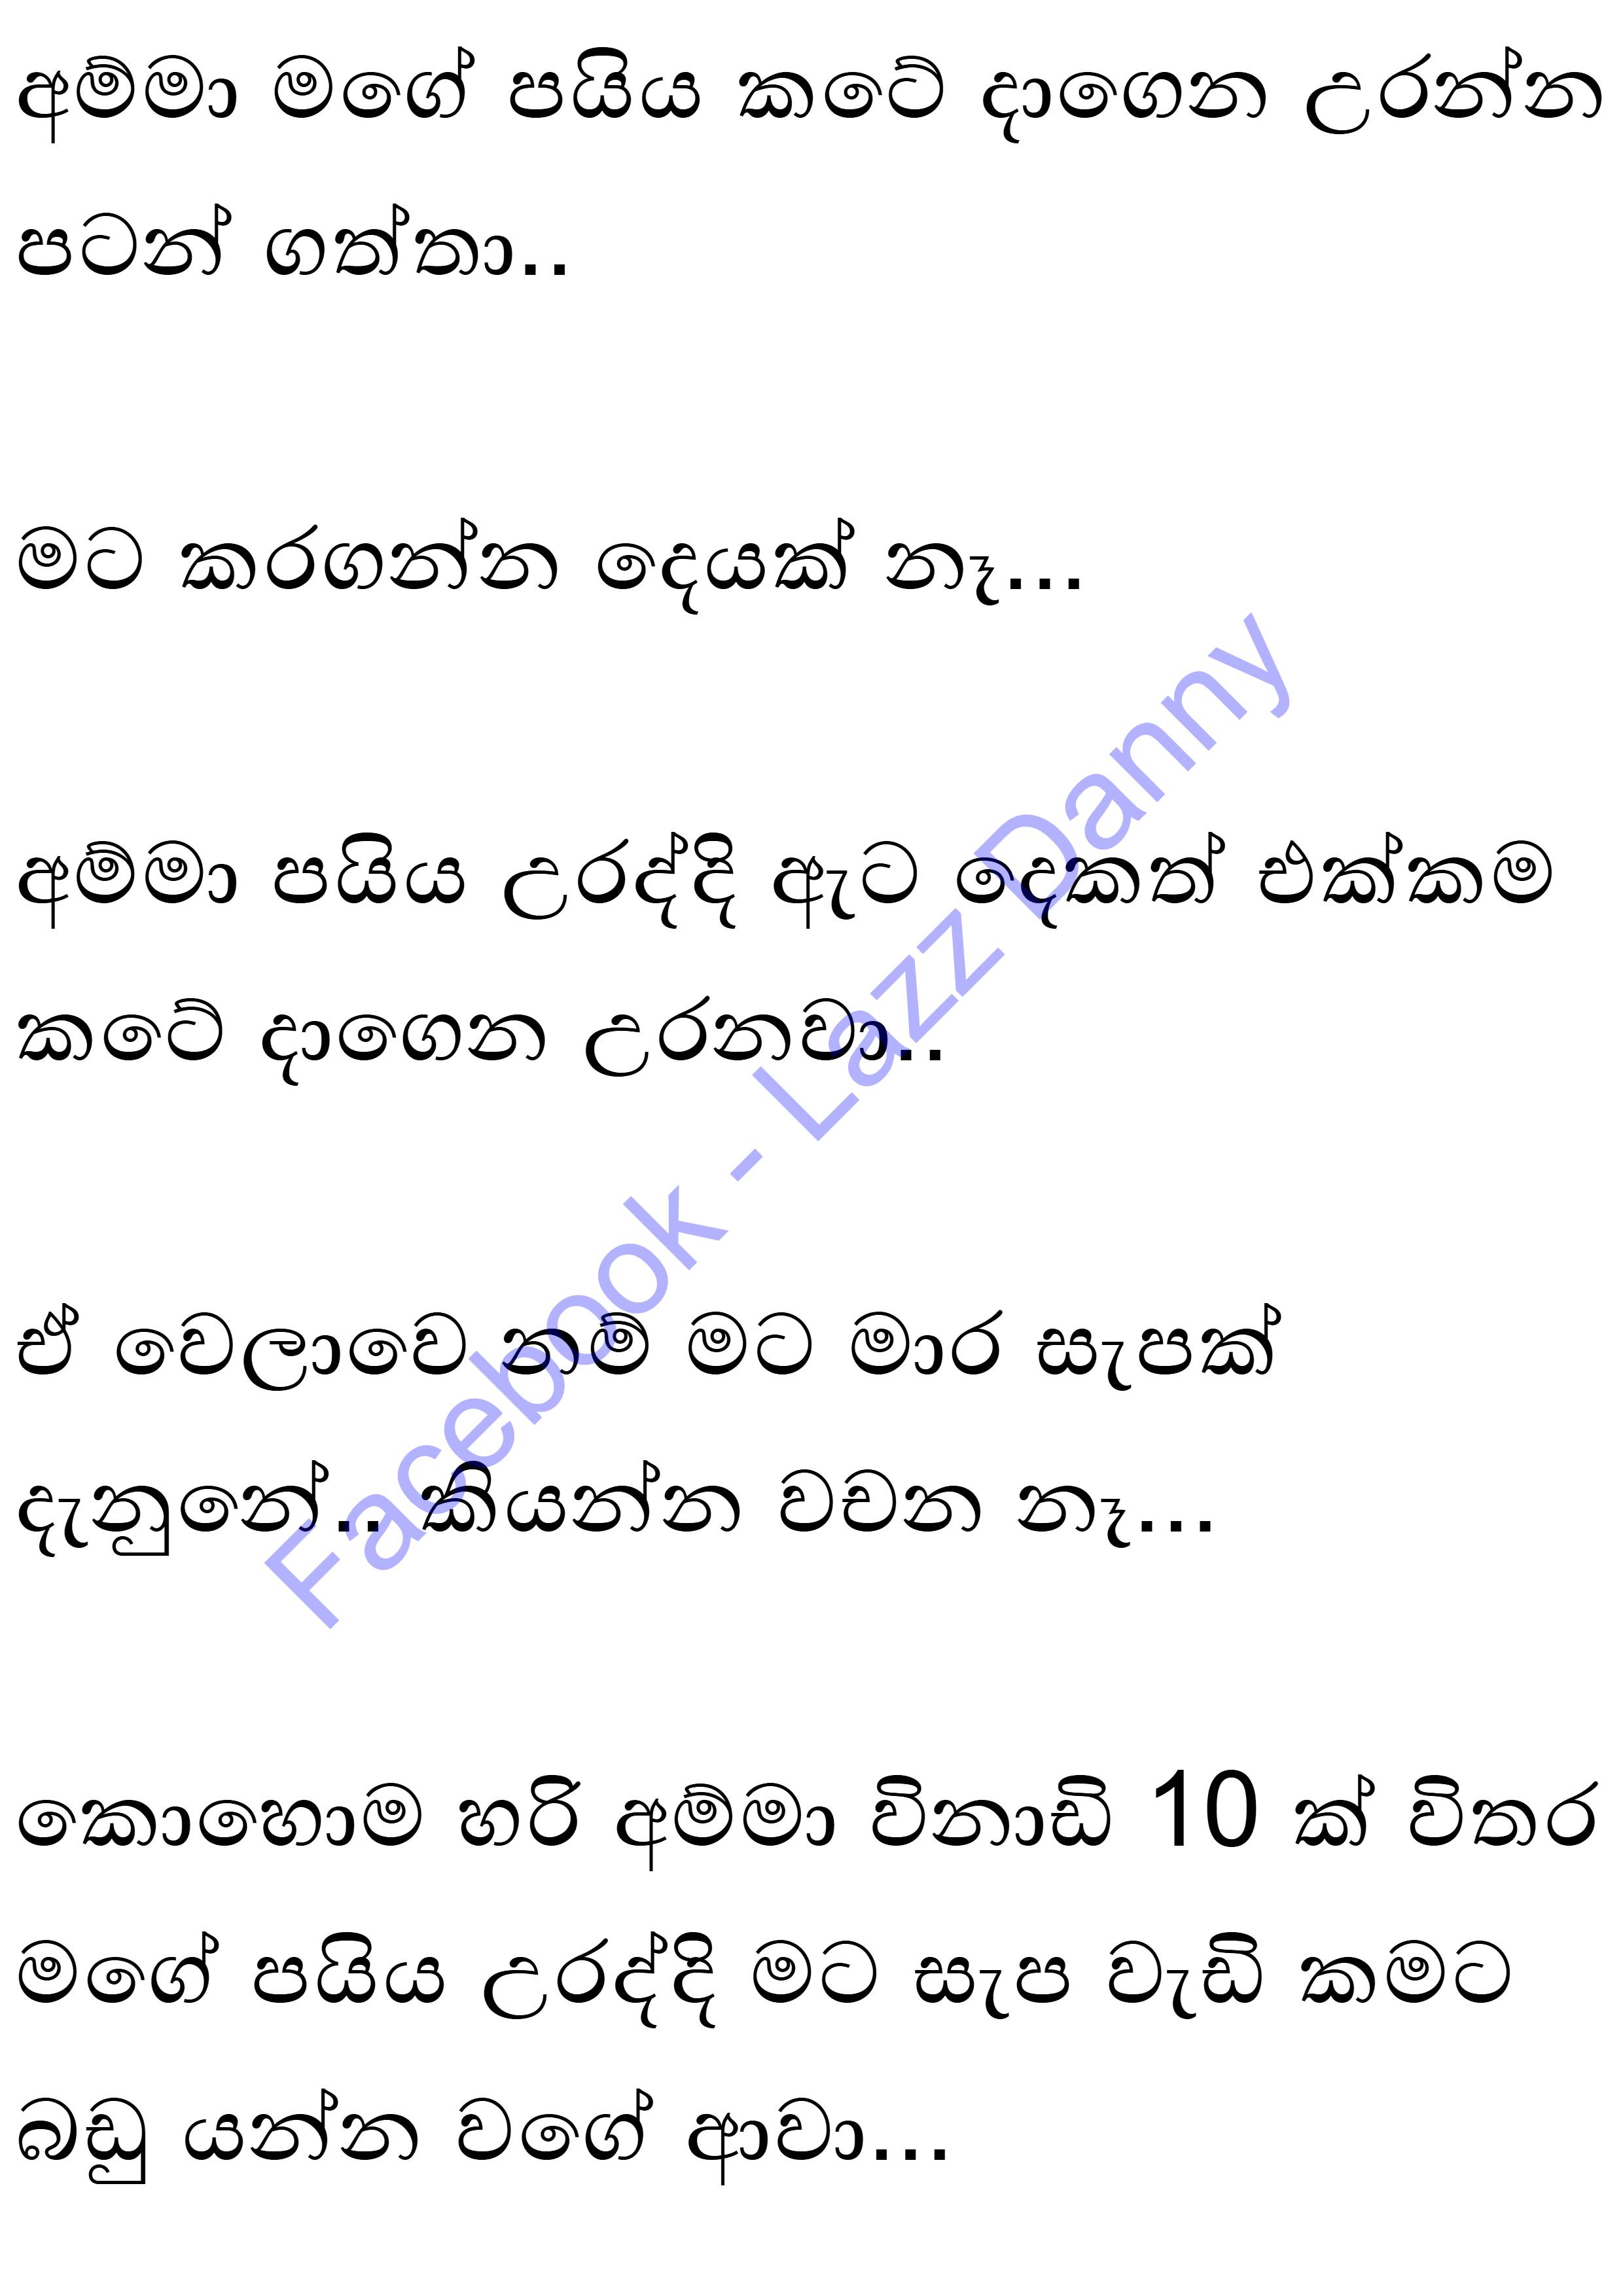 අම්මා මගේ පයිය කටේ දාගෙන උරන්න
පටන් ගත්තා..
මට කරගන්න දෙයක් නෑ...
අම්මා පයිය උරද්දි ඇට දෙකත් එක්කම
කටේ දාගෙන උරනවා..
ඒ වෙලාවෙ නම් මට මාර සැපක්
දැනුනේ.. කියන්න වචන නෑ...
කොහොම හරි අම්මා විනාඩි 10 ක් විතර
මගේ පයිය උරද්දි මට සැප වැඩි කමට
බඩු යන්න වගේ ආවා...
Facebook - Lazz Danny